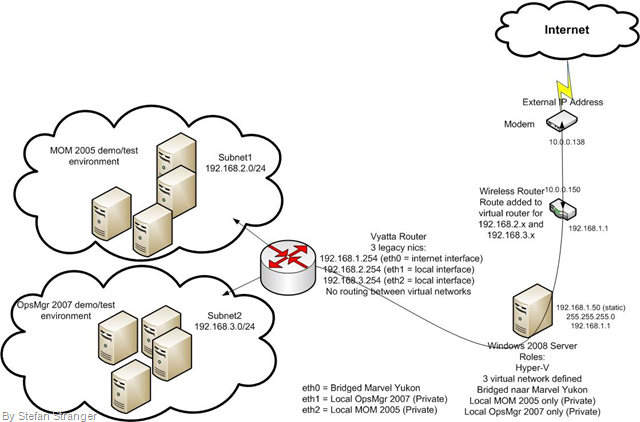 Internet
External IP Address
Modem
10.0.0.138
10.0.0.150
Wireless Router
Route added to
virtual router for
192.168.2.x and
192.168.3.x
192.168.1.1
MOM 2005 demo/test
environment
Subnet1
192.168.2.0/24
Vyatta Router
3 legacy nics:
192.168.1.254 (eth0 = internet interface)
192.168.2.254 (eth1 = local interface)
192.168.3.254 (eth2 = local interface)
No routing between virtual networks
OpsMgr 2007 demo/test
environment
Subnet2
192.168.3.0/24
192.168.1.50 (static)
255.255.255.0
192.168.1.1
Windows 2008 Server
Roles:
Hyper-V
3 virtual network defined
Bridged naar Marvel Yukon
Local MOM 2005 only (Private)
Local OpsMgr 2007 only (Private)
eth0 = Bridged Marvel Yukon
eth1 = Local OpsMgr 2007 (Private)
eth2 = Local MOM 2005 (Private)
By Stefan Stranger